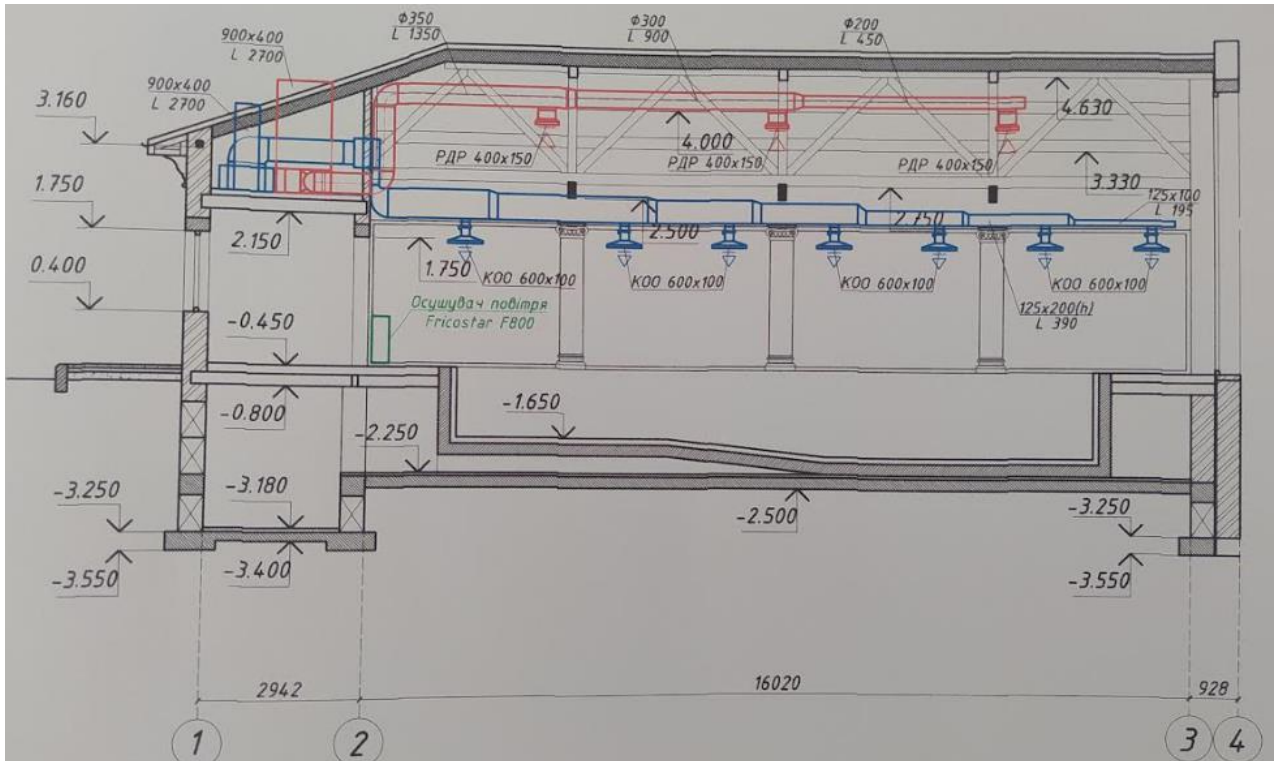 900x400
L 2700
900x400
L 2700
Ф350
L 1350
Ф300
L 900
Ф200
L 450
3.160
4.630
4.000
РДР 400x150
РДР 400x150
РДР 400x150
3.330
1.750
2.150
2.500
2.750
125x100
L 195
1.750
КОО 600x100
КОО 600x100
КОО 600x100
КОО 600x100
0.400
Осушувач повітря
Fricostar F800
125x200(h)
L 390
-0.450
-0.800
-1.650
-2.250
-3.250
-3.180
-2.500
-3.250
-3.550
-3.400
-3.550
2942
16020
928
1
2
3
4